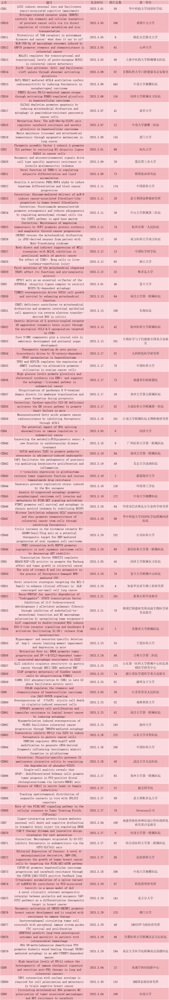 文章 题目 发表时间 图片总数 第一单位
CDD1 LCN2 induces neuronal loss and facilitates sepsis-associated cognitive impairments 2025.3.01 88 华中科技大学同济医学院
CDD10 Estrogen-related receptor alpha (ERR伪) controls the stemness and cellular energetics of prostate cancer cells via its direct regulation of citrate metabolism and zinc transportation 2025.3.05 166 香港中文大学
CDD11 Proteolysis of TAM receptors in autoimmune diseases and cancer: what does it say to us? 2025.3.05 0 纳扎尔巴耶夫大学
CDD12 MiR-769-5p of macrophage exosomes induced by GRP78 promotes stemness and chemoresistance in colorectal cancer 2025.3.05 61 山西大学
CDD13 MALAT1 regulates the transcriptional and translational levels of proto-oncogene RUNX2 in colorectal cancer metastasis 2025.3.05 86 上海中医药大学附属曙光医院
CDD14 Sirt6 loss activates Got1 and facilitates cleft palate through abnormal activating glycolysis 2025.3.06 97 首都医科大学口腔健康北京实验室
CDD15 HAT1/HDAC2 mediated ACSL4 acetylation confers radiosensitivity by inducing ferroptosis in nasopharyngeal carcinoma 2025.3.06 445 中南大学湘雅医院
CDD16 PRMT3 drives PD-L1-mediated immune escape through activating PDHK1-regulated glycolysis in hepatocellular carcinoma 2025.3.06 116 同济大学附属东方医院
CDD17 SLC5A3 depletion promotes apoptosis by inducing mitochondrial dysfunction and mitophagy in gemcitabine-resistant pancreatic cancer cells 2025.3.07 41 延世大学
CDD18 Retraction Note: The miR-30a-5p/CLCF1 axis regulates sorafenib resistance and aerobic glycolysis in hepatocellular carcinoma 2025.3.07 12 中南大学湘雅二医院
CDD19 Menin maintains lysosomal and mitochondrial homeostasis through epigenetic mechanisms in lung cancer 2025.3.08 135 厦门大学
CDD2 Chromatin assembly factor 1 subunit A promotes TLS pathway by recruiting E3 ubiquitin ligase RAD18 in cancer cells 2025.3.01 66 汕头大学
CDD20 Oncogenic and microenvironmental signals drive cell type specific apoptosis resistance in juvenile myelomonocytic leukemia 2025.3.08 29 慕尼黑工业大学
CDD21 Novel function of TREK-1 in regulating adipocyte differentiation and lipid accumulation 2025.3.08 73 韩国食品研究院
CDD22 Oroxylin A activates PKM1/HNF4 alpha to induce hepatoma differentiation and block cancer progression 2025.3.11 174 中国药科大学
CDD23 Correction: Exosome-mediated delivery of miR-9 induces cancer-associated fibroblast-like properties in human breast fibroblasts 2025.3.11 28 意大利国家肿瘤研究所
CDD24 Correction: Nicotinamide mononucleotide promotes osteogenesis and reduces adipogenesis by regulating mesenchymal stromal cells via the SIRT1 pathway in aged bone marrow 2025.3.11 36 中山大学附属第三医院
CDD25 Correction: Maintenance of magnesium homeostasis by NUF2 promotes protein synthesis and anaplastic thyroid cancer progression 2025.3.11 74 杭州市第一人民医院
CDD26 CHCHD2 rescues the mitochondrial dysfunction in iPSC-derived neurons from patient with Mohr-Tranebjaerg syndrome 2025.3.12 50 南方医科大学南方医院
CDD27 Both direct and indirect suppression of MCL1 synergizes with BCLXL inhibition in preclinical models of gastric cancer 2025.3.12 13 中国医学科学院
CDD28 The effect of TIM1+ Breg cells in liver ischemia-reperfusion injury 2025.3.12 65 浙江大学
CDD29 Point mutations of the mitochondrial chaperone TRAP1 affect its functions and pro-neoplastic activity 2025.3.12 32 帕多瓦大学
CDD3 PPTC7 acts as an essential co-factor of the SCFFBXL4 ubiquitin ligase complex to restrict BNIP3/3L-dependent mitophagy 2025.3.01 46 复旦大学
CDD30 TIMM23 overexpression drives NSCLC cell growth and survival by enhancing mitochondrial function 2025.3.13 64 南昌大学第一附属医院
CDD31 CKMT1 deficiency contributes to mitochondrial dysfunction and promotes intestinal epithelial cell apoptosis via reverse electron transfer-derived ROS in colitis 2025.3.15 100 长海医院
CDD32 Genetic deletion of G protein-coupled receptor 56 aggravates traumatic brain injury through the microglial CCL3/4/5 upregulation targeted to CCR5 2025.3.15 42 徐州医科大学附属医院
CDD33 Core N-DRC components play a crucial role in embryonic development and postnatal organ development 2025.3.15 201 生殖医学与子代健康全国重点实验室
CDD34 Therapeutic targeting de novo purine biosynthesis driven by 尾-catenin-dependent PPAT upregulation in hepatoblastoma 2025.3.17 82 儿科转化医学研究所
CDD35 TFE3 and HIF1伪 regulates the expression of SHMT2 isoforms via alternative promoter utilization in ovarian cancer cells 2025.3.17 78 中国医科大学
CDD36 High glucose levels promote glycolysis and cholesterol synthesis via ERRα and suppress the autophagy–lysosomal pathway in endometrial cancer 2025.3.17 73 福建省妇幼保健院
CDD37 Ubiquitination of gasdermin D N-terminal domain directs its membrane translocation and pore formation during pyroptosis 2025.3.17 50 郑州大学第五附属医院
CDD38 Correction: Cardiac-specific CGI-58 deficiency activates the ER stress pathway to promote heart failure in mice 2025.3.17 82 大连医科大学附属第一医院
CDD39 Monounsaturated fatty acids promote cancer radioresistance by inhibiting ferroptosis through ACSL3 2025.3.18 101 江南大学附属医院无锡肿瘤研究所
CDD4 The potential impact of RNA splicing abnormalities on immune regulation in endometrial cancer 2025.3.03 0 同济大学
CDD40 Unraveling the metabolic pigenetic nexus: a new frontier in cardiovascular disease treatment 2025.3.18 0 广西医科大学第一附属医院
CDD41 NAT10 mediates TLR2 to promote podocyte senescence in adriamycin-induced nephropathy 2025.3.19 94 郑州大学第一附属医院
CDD42 YAP1 facilitates the pathogenesis of psoriasis via modulating keratinocyte proliferation and inflammation 2025.3.19 49 北京大学深圳医院
CDD43 α-synuclein expression in glioblastoma restores tumor suppressor function and rescues temozolomide drug resistance 2025.3.19 2 蔚蓝海岸大学
CDD44 Senataxin prevents replicative stress induced by the Myc oncogene 2025.3.19 126 印度理工学院
CDD45 Annexin A1-suppressed autophagy promotes nasopharyngeal carcinoma cell invasion and metastasis by PI3K/AKT signaling activation 2025.3.19 172 中南大学湘雅医院
CDD46 PTBP2 promotes cell survival and autophagy in chronic myeloid leukemia by stabilizing BNIP3 2025.3.20 64 印度布巴内斯瓦尔生命科学研究所
CDD47 Histone lactylation enhances GCLC expression and thus promotes chemoresistance of colorectal cancer stem cells through inhibiting ferroptosis 2025.3.20 86 华中科技大学同济医学院附属同济医院
CDD48 Cyclic increase in the histamine receptor H1-ADAM9-Snail/Slug axis as a potential therapeutic target for EMT-mediated progression of oral squamous cell carcinoma 2025.3.20 232 台北医科大学
CDD49 PER2 interaction with HSP70 promotes cuproptosis in oral squamous carcinoma cells by decreasing AKT stability 2025.3.20 68 重庆医科大学第一附属医院
CDD5 Transcription factor ONECUT3 regulates HDAC6/HIF-1伪 activity to promote the Warburg effect and tumor growth in colorectal cancer 2025.3.03 45 同济大学附属东方医院
CDD50 The role of vitamin K and its antagonist in the process of ferroptosis-damaged RPE-mediated CNV 2025.3.20 70 复旦大学附属中山医院
CDD51 Novel selective strategies targeting the BCL-2 family to enhance clinical efficacy in ALK-rearranged non-small cell lung cancer 2025.3.20 4 加泰罗尼亚生物工程研究所
CDD52 Decoy-PROTAC for specific degradation of "Undruggable" STAT3 transcription factor 2025.3.21 101 新基石科学实验室
CDD53 Inhibition of 11β-hydroxysteroid dehydrogenase 1 alleviates pulmonary fibrosis through inhibition of endothelial-to-mesenchymal transition and M2 macrophage polarization by upregulating heme oxygenase-1 2025.3.21 70 韩国巴斯德研究所高级生物医学研究实验室
CDD54 LL37 complexed to double-stranded RNA induces RIG-I-like receptor signalling and Gasdermin E activation facilitating IL-36γ release from keratinocytes 2025.3.22 2 苏黎世大学附属医院
CDD55 Hippocampus- and neocortex-specific deletion of Aeg-1 causes learning memory impairment and depression in mice 2025.3.23 55 宁夏医科大学
CDD56 Retraction Note to: BRD4 promotes tumor progression and NF-κB/CCL2-dependent tumor-associated macrophage recruitment in GIST 2025.3.24 40 吉林大学第二医院
CDD57 GLI2 inhibits cisplatin sensitivity in gastric cancer through DEC1/ZEB1 mediated EMT 2025.3.25 173 山东第一医科大学附属中心医院基础医学研究中心
CDD58 XIAP promotes metastasis of bladder cancer cells by ubiquitylating YTHDC1 2025.3.25 74 浙江省医学遗传学重点实验室
CDD59 CARM1 S217 phosphorylation by CDK1 in late G2 phase facilitates mitotic entry 2025.3.25 62 淑明女子大学
CDD6 CD146 regulates the stemness and chemoresistance of hepatocellular carcinoma via JAG2-NOTCH signaling 2025.3.03 50 江苏省苏北人民医院
CDD60 Overexpression of βTrCP1 elicits cell death in cisplatin-induced senescent cells 2025.3.25 82 塞维利亚大学
CDD61 ATP6AP1 promotes cell proliferation and tamoxifen resistance in luminal breast cancer by inducing autophagy 2025.3.25 62 南昌大学第一附属医院
CDD62 Hypomethylation induced overexpression of PLOD3 facilitates colorectal cancer progression through TM9SF4-mediated autophagy 2025.3.25 195 扬州大学
CDD63 Simvastatin inhibits PD-L1 via ILF3 to induce ferroptosis in gastric cancer cells 2025.3.26 223 山东大学齐鲁医院
CDD64 TRMT10A regulates tRNA-ArgCCT m1G9 modification to generate tRNA-derived fragments influencing vasculogenic mimicry formation in glioblastoma 2025.3.26 208 中国医科大学
CDD65 Correction: Ubiquitin-specific protease 25 ameliorates ulcerative colitis by regulating the degradation of phosphor-STAT3 2025.3.26 48 武汉大学人民医院
CDD66 Single-cell analysis reveals that GFAP+ dedifferentiated Schwann cells promote tumor progression in PNI-positive distal cholangiocarcinoma via lactate/HMGB1 axis 2025.3.27 65 郑州大学第一附属医院
CDD67 Absence of CDK12 in oocyte leads to female infertility 2025.3.27 37 捷克科学院
CDD68 Tracking spatiotemporal distribution of organelle contacts in vivo with SPLICS reporters 2025.3.27 89 意大利帕多瓦大学
CDD69 Role of the PI3K/AKT signaling pathway in the cellular response to Tumor Treating Fields (TTFields) 2025.3.27 70 Novocure公司
CDD7 Zipper-interacting protein kinase mediates neuronal cell death and cognitive dysfunction in traumatic brain injury via regulating DEDD 2025.3.04 100 福建省癌症和神经退行性疾病转化研究重点实验室
CDD70 CAR-T therapy dilemma and innovative design strategies for next generation 2025.3.27 0 河南大学第一附属医院
CDD71 Correction: Macrophages originated IL-33/ST2 inhibits ferroptosis in endometriosis via the ATF3/SLC7A11 axis 2025.3.27 92 哈尔滨医科大学第二附属医院
CDD72 Editorial Expression of Concern: A novel 4-aminoquinazoline derivative, DHW-208, suppresses the growth of human breast cancer cells by targeting the PI3K/AKT/mTOR pathway 2025.3.27 88 沈阳药科大学
CDD73 CSF3R-AS promotes hepatocellular carcinoma progression and sorafenib resistance through the CSF3R/JAK2/STAT3 positive feedback loop 2025.3.28 206 中南大学湘雅医院
CDD74 Cytoplasmic accumulation of a splice variant of hnRNPA2/B1 contributes to FUS-associated toxicity in a mouse model of ALS 2025.3.29 67 转化药理研究所
CDD75 A novel clinically relevant antagonistic interplay between prolactin and oncogenic YAP-CCN2 pathways as a differentiation therapeutic target in breast cancer 2025.3.29 141 麦吉尔大学
CDD76 Oncogenic activation of SMYD3-SHCBP1 promotes breast cancer development and is coupled with resistance to immune therapy 2025.3.29 123 澳门大学
CDD77 Gastroesophageal circulating tumor cell crosstalk with peripheral immune system guides CTC survival and proliferation 2025.3.29 49 IRCCS罗马癌症研究所
CDD78 SERPINA3 predicts long-term neurological outcomes and mortality in patients with intracerebral hemorrhage 2025.3.29 48 首都医科大学附属北京天坛医院
CDD79 RNA N6-methyladenosine demethylase FTO promotes diabetic wound healing through TRIB3-mediated autophagy in an m6A-YTHDF2-dependent manner 2025.3.29 294 南京大学医学院附属南京鼓楼医院
CDD8 High baseline levels of PD-L1 reduce the heterogeneity of immune checkpoint signature and sensitize anti-PD1 therapy in lung and colorectal cancers 2025.3.04 22 血液学协同创新中心
CDD80 TRF2 interaction with nuclear envelope is required for cell polarization and metastasis in triple negative breast cancer 2025.3.30 152 IRE国家癌症研究所
CDD9 Circulating mitochondrial DNA promotes M2 polarization of tumor associated macrophages and HCC resistance to sorafenib 2025.3.04 109 河南大学